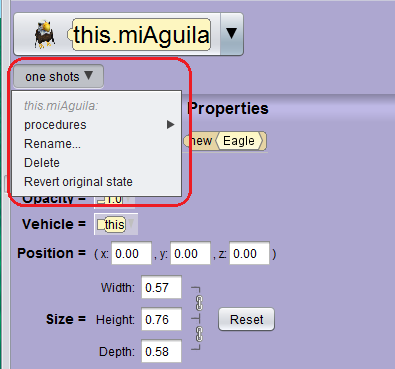 this.miAguila
one shots
this.miAguila:
procedures
Rename...
Delete
Revert original state
Properties
new Eagle
Opacity = 1.0
Vehicle = this
Position = ( x: 0.00 , y: 0.00 , z: 0.00 )
Width: 0.57
Size = Height: 0.76 Reset
Depth: 0.58